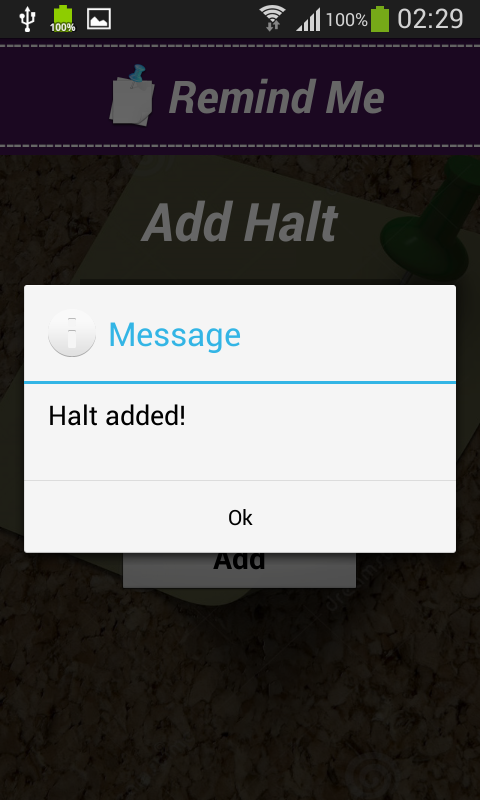 100%
100%
02:29
Remind Me
Add Halt
Message
Halt added!
Ok
Add